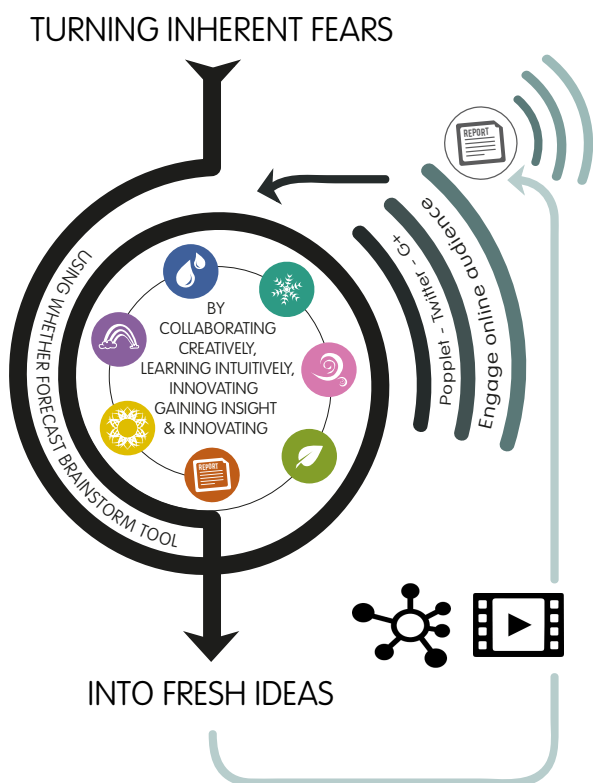 TURNING INHERENT FEARS
REPORT
Engage online audience
Popplet - Twitter - G+
USING WHETHER FORECAST BRAINSTORM TOOL
BY
COLLABORATING
CREATIVELY,
LEARNING INTUITIVELY,
INNOVATING
GAINING INSIGHT
& INNOVATING
REPORT
INTO FRESH IDEAS